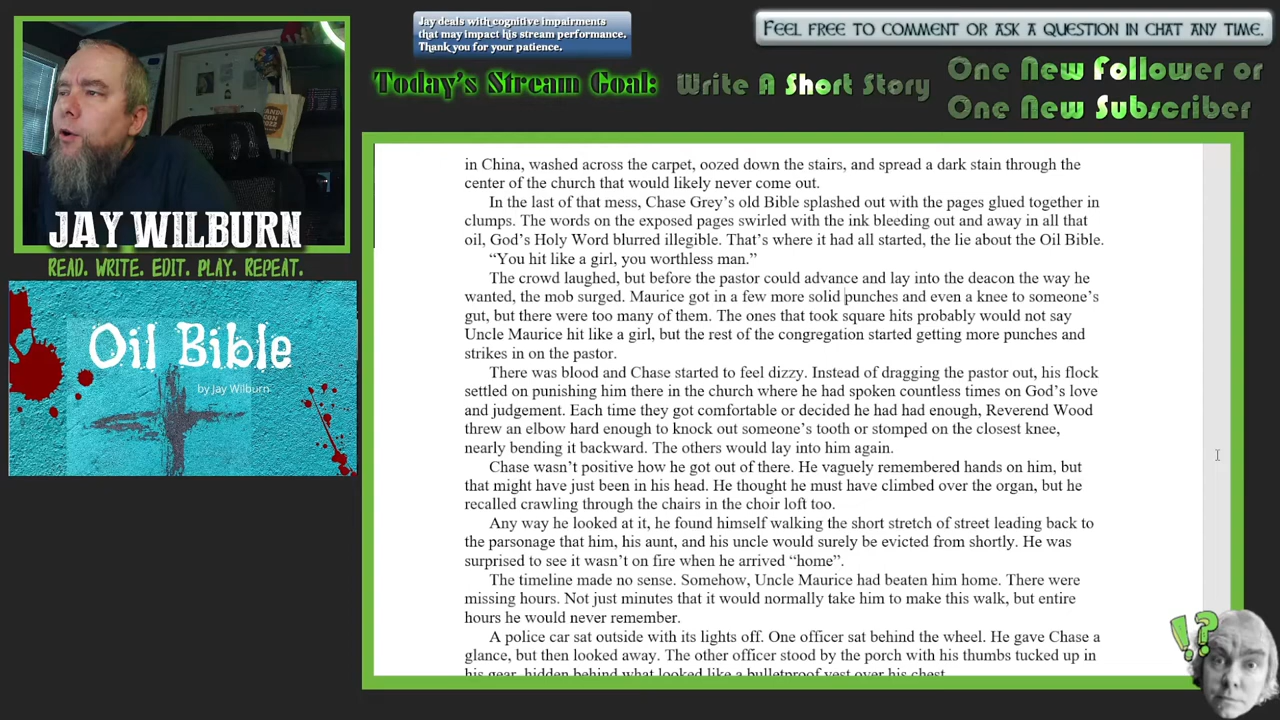 Jay deals with cognitive impairments
that may impact his stream performance.
Thank you for your patience.
Feel free to comment or ask a question in chat any time.
Today's Stream Goal:
Write A Short Story
One New Follower or
One New Subscriber
JAY WILBURN
READ. WRITE. EDIT. PLAY. REPEAT.
Oil Bible
by Jay Wilburn
in China, washed across the carpet, oozed down the stairs, and spread a dark stain through the
center of the church that would likely never come out.
In the last of that mess, Chase Grey's old Bible splashed out with the pages glued together in
clumps. The words on the exposed pages swirled with the ink bleeding out and away in all that
oil, God's Holy Word blurred illegible. That's where it had all started, the lie about the Oil Bible.
“You hit like a girl, you worthless man.”
The crowd laughed, but before the pastor could advance and lay into the deacon the way he
wanted, the mob surged. Maurice got in a few more solid punches and even a knee to someone's
gut, but there were too many of them. The ones that took square hits probably would not say
Uncle Maurice hit like a girl, but the rest of the congregation started getting more punches and
strikes in on the pastor.
There was blood and Chase started to feel dizzy. Instead of dragging the pastor out, his flock
settled on punishing him there in the church where he had spoken countless times on God's love
and judgement. Each time they got comfortable or decided he had had enough, Reverend Wood
threw an elbow hard enough to knock out someone's tooth or stomped on the closest knee,
nearly bending it backward. The others would lay into him again.
Chase wasn't positive how he got out of there. He vaguely remembered hands on him, but
that might have just been in his head. He thought he must have climbed over the organ, but he
recalled crawling through the chairs in the choir loft too.
Any way he looked at it, he found himself walking the short stretch of street leading back to
the parsonage that him, his aunt, and his uncle would surely be evicted from shortly. He was
surprised to see it wasn't on fire when he arrived “home”.
The timeline made no sense. Somehow, Uncle Maurice had beaten him home. There were
missing hours. Not just minutes that it would normally take him to make this walk, but entire
hours he would never remember.
A police car sat outside with its lights off. One officer sat behind the wheel. He gave Chase a
glance, but then looked away. The other officer stood by the porch with his thumbs tucked up in
his gear, hidden behind what looked like a bulletproof vest over his chest.
!?